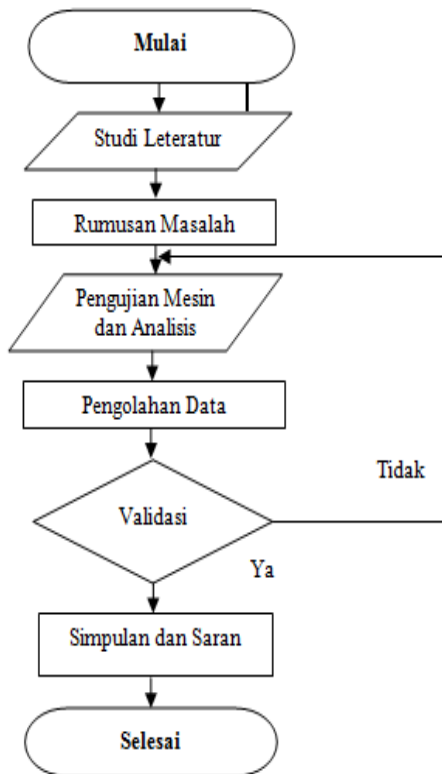 Mulai
Studi Leteratur
Rumusan Masalah
Pengujian Mesin
dan Analisis
Pengolahan Data
Tidak
Validasi
Ya
Simpulan dan Saran
Selesai